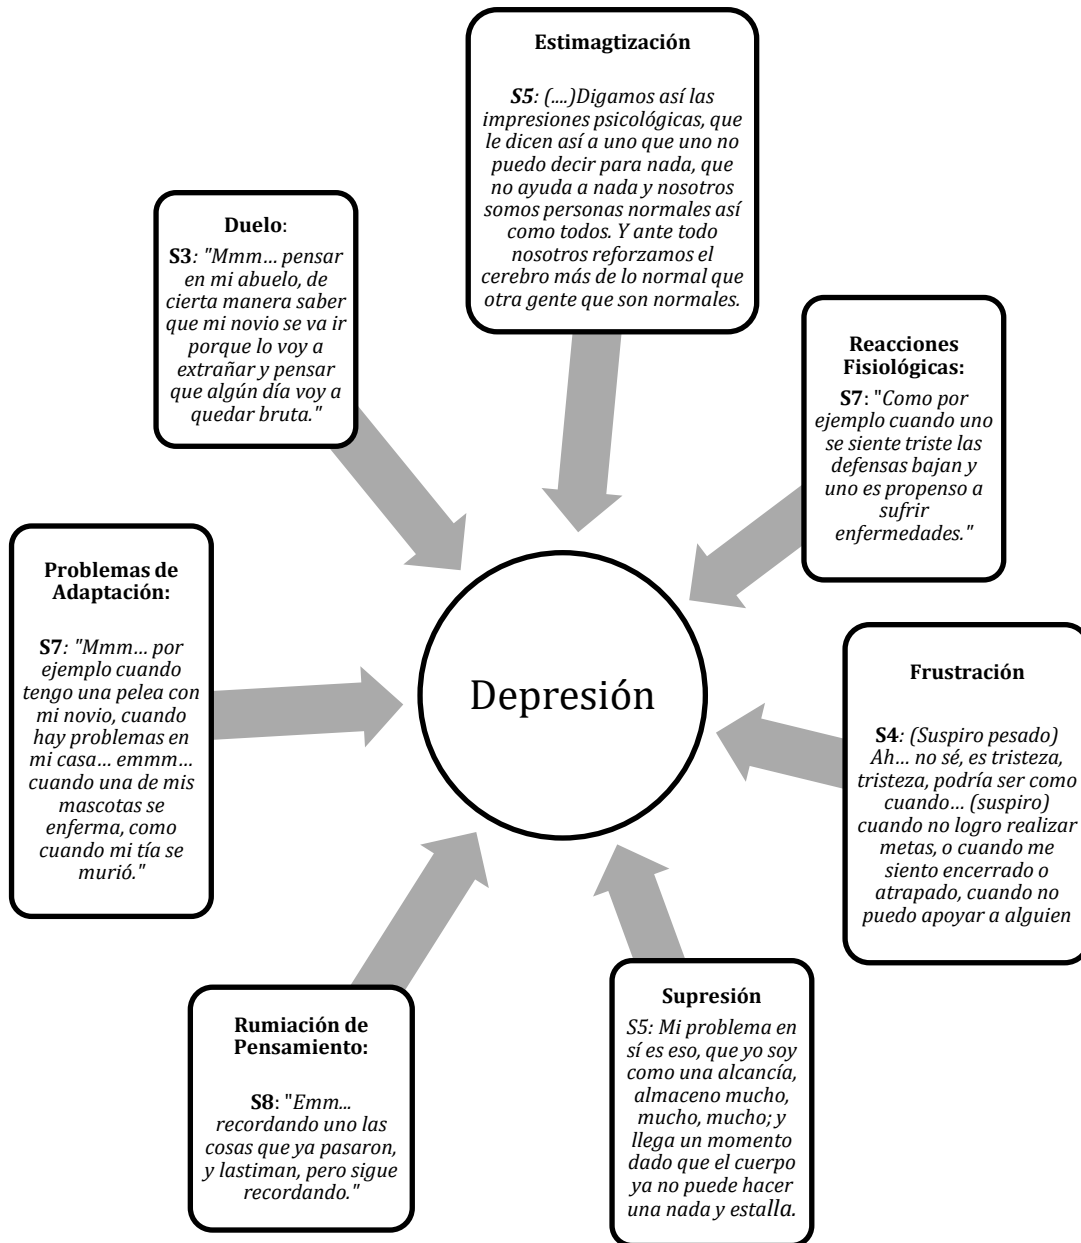 Estimagtización
S5: (....)Digamos así las
impresiones psicológicas, que
le dicen así a uno que uno no
puedo decir para nada, que
no ayuda a nada y nosotros
somos personas normales así
como todos. Y ante todo
nosotros reforzamos el
cerebro más de lo normal que
otra gente que son normales.
Duelo:
S3: "Mmm... pensar
en mi abuelo, de
cierta manera saber
que mi novio se va ir
porque lo voy a
extrañar y pensar
que algún día voy a
quedar bruta."
Reacciones
Fisiológicas:
S7: "Como por
ejemplo cuando uno
se siente triste las
defensas bajan y
uno es propenso a
sufrir
enfermedades."
Problemas de
Adaptación:
S7: "Mmm... por
ejemplo cuando
tengo una pelea con
mi novio, cuando
hay problemas en
mi casa... emmm...
cuando una de mis
mascotas se
enferma, como
cuando mi tía se
murió."
Depresión
Frustración
S4: (Suspiro pesado)
Ah... no sé, es tristeza,
tristeza, podría ser como
cuando... (suspiro)
cuando no logro realizar
metas, o cuando me
siento encerrado o
atrapado, cuando no
puedo apoyar a alguien
Rumiación de
Pensamiento:
S8: "Emm...
recordando uno las
cosas que ya pasaron,
y lastiman, pero sigue
recordando."
Supresión
S5: Mi problema en
sí es eso, que yo soy
como una alcancía,
almaceno mucho,
mucho, mucho; y
llega un momento
dado que el cuerpo
ya no puede hacer
una nada y estalla.